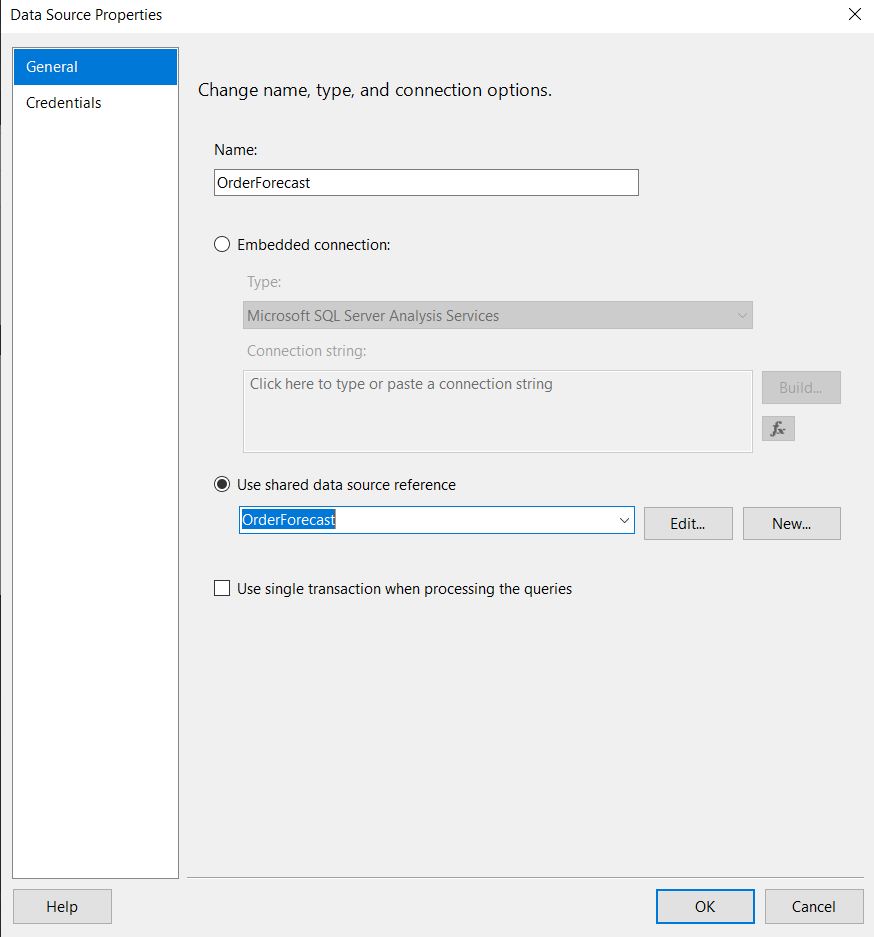 Data Source Properties
General
Credentials
Change name, type, and connection options.
Name:
OrderForecast
Embedded connection:
Type:
Microsoft SQL Server Analysis Services
Connection string:
Click here to type or paste a connection string
Build...
fx
Use shared data source reference
OrderForecast
Edit...
New...
Use single transaction when processing the queries
Help
OK
Cancel